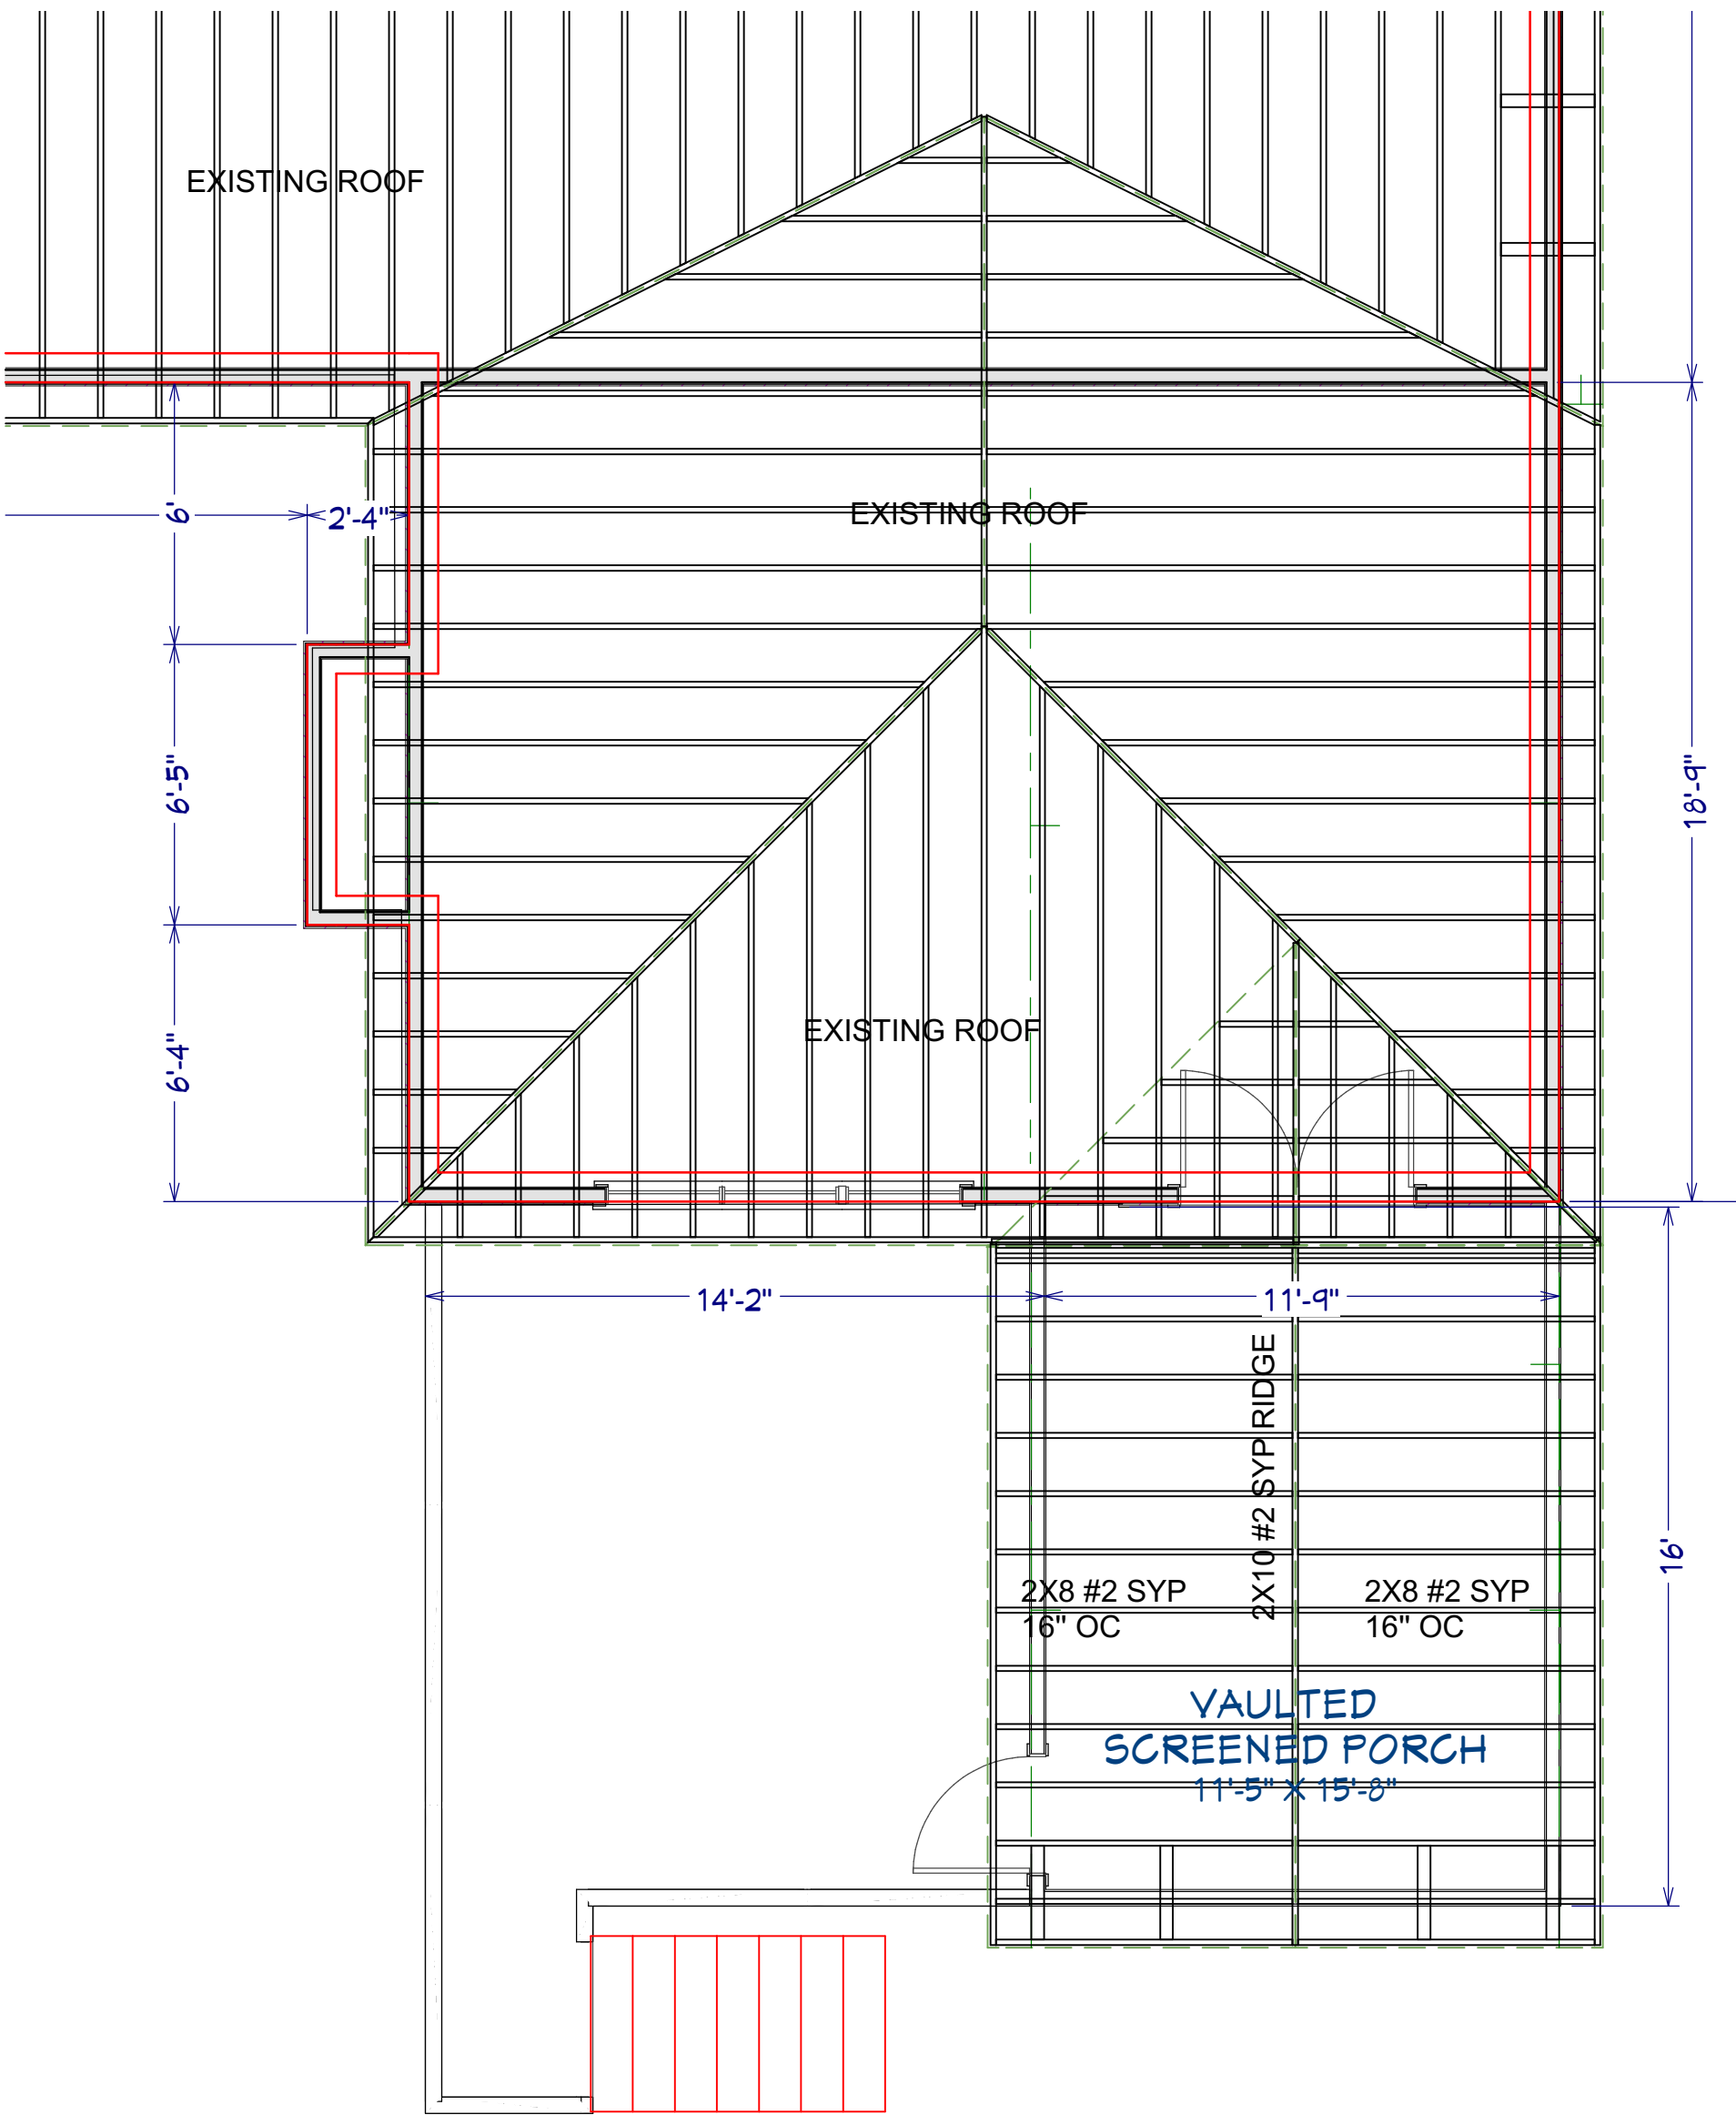 EXISTING ROOF
6'
2'-4"
EXISTING ROOF
6'-5"
18'-9"
EXISTING ROOF
6'-4"
14'-2"
11'-9"
2X10 #2 SYP RIDGE
16'
2X8 #2 SYP
16" OC
2X8 #2 SYP
16" OC
VAULTED
SCREENED PORCH
11'-5" X 15'-8"